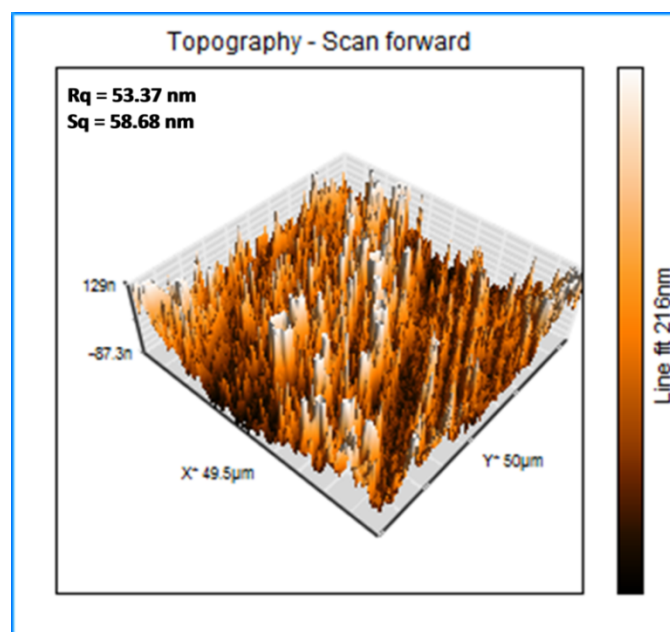 Topography - Scan forward
Rq = 53.37 nm
Sq = 58.68 nm
129n
-87.3n
X* 49.5µm
Y* 50µm
Line fit 216nm